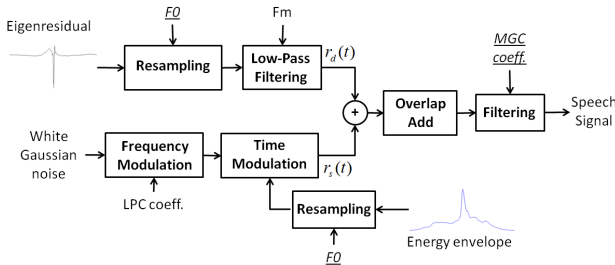 Eigenresidual
F0
Fm
Resampling
Low-Pass
Filtering
r_d(t)
MGC
coeff.
+
Overlap
Add
Filtering
Speech
Signal
White
Gaussian
noise
Frequency
Modulation
Time
Modulation
r_s(t)
LPC coeff.
Resampling
F0
Energy envelope